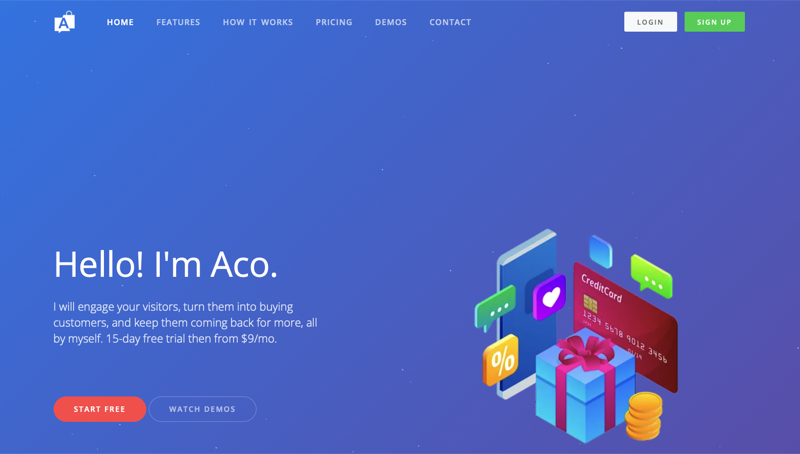 A
HOME FEATURES HOW IT WORKS PRICING DEMOS CONTACT LOGIN SIGN UP
Hello! I'm Aco.
I will engage your visitors, turn them into buying
customers, and keep them coming back for more, all
by myself. 15-day free trial then from $9/mo.
START FREE WATCH DEMOS
CreditCard
1234 5678 9012 3456
%